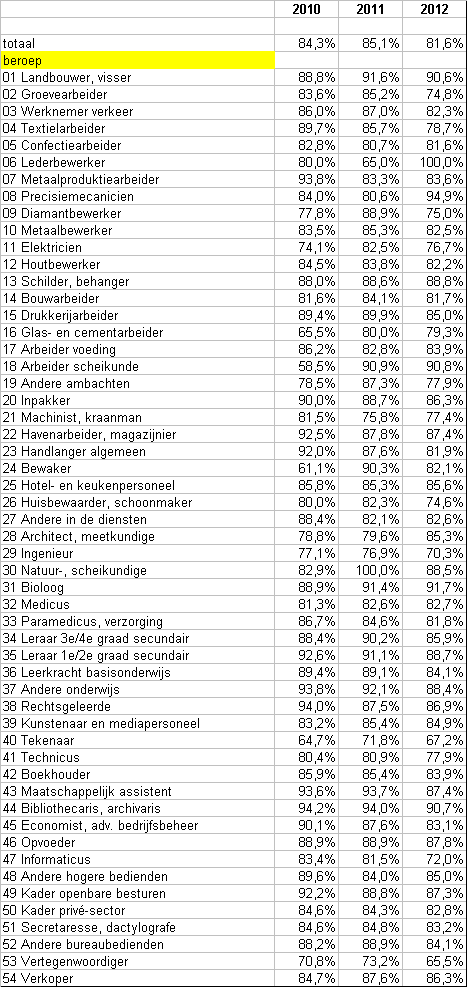 2010 2011 2012
totaal 84,3% 85,1% 81,6%
beroep
01 Landbouwer, visser 88,8% 91,6% 90,6%
02 Groevearbeider 83,6% 85,2% 74,8%
03 Werknemer verkeer 86,0% 87,0% 82,3%
04 Textielarbeider 89,7% 85,7% 78,7%
05 Confectiearbeider 82,8% 80,7% 81,6%
06 Lederbewerker 80,0% 65,0% 100,0%
07 Metaalproduktiearbeider 93,8% 83,3% 83,6%
08 Precisiemecanicien 84,0% 80,6% 94,9%
09 Diamantbewerker 77,8% 88,9% 75,0%
10 Metaalbewerker 83,5% 85,3% 82,5%
11 Elektricien 74,1% 82,5% 76,7%
12 Houtbewerker 84,5% 83,8% 82,2%
13 Schilder, behanger 88,0% 88,6% 88,8%
14 Bouwarbeider 81,6% 84,1% 81,7%
15 Drukkerijarbeider 89,4% 89,9% 85,0%
16 Glas- en cementarbeider 65,5% 80,0% 79,3%
17 Arbeider voeding 86,2% 82,8% 83,9%
18 Arbeider scheikunde 58,5% 90,9% 90,8%
19 Andere ambachten 78,5% 87,3% 77,9%
20 Inpakker 90,0% 88,7% 86,3%
21 Machinist, kraanman 81,5% 75,8% 77,4%
22 Havenarbeider, magazijnier 92,5% 87,8% 87,4%
23 Handlanger algemeen 92,0% 87,6% 81,9%
24 Bewaker 61,1% 90,3% 82,1%
25 Hotel- en keukenpersoneel 85,8% 85,3% 85,6%
26 Huisbewaarder, schoonmaker 80,0% 82,3% 74,6%
27 Andere in de diensten 88,4% 82,1% 82,6%
28 Architect, meetkundige 78,8% 79,6% 85,3%
29 Ingenieur 77,1% 76,9% 70,3%
30 Natuur-, scheikundige 82,9% 100,0% 88,5%
31 Bioloog 88,9% 91,4% 91,7%
32 Medicus 81,3% 82,6% 82,7%
33 Paramedicus, verzorging 86,7% 84,6% 81,8%
34 Leraar 3e/4e graad secundair 88,4% 90,2% 85,9%
35 Leraar 1e/2e graad secundair 92,6% 91,1% 88,7%
36 Leerkracht basisonderwijs 89,4% 89,1% 84,1%
37 Andere onderwijs 93,8% 92,1% 88,4%
38 Rechtsgeleerde 94,0% 87,5% 86,9%
39 Kunstenaar en mediapersoneel 83,2% 85,4% 84,9%
40 Tekenaar 64,7% 71,8% 67,2%
41 Technicus 80,4% 80,9% 77,9%
42 Boekhouder 85,9% 85,4% 83,9%
43 Maatschappelijk assistent 93,6% 93,7% 87,4%
44 Bibliothecaris, archivaris 94,2% 94,0% 90,7%
45 Economist, adv. bedrijfsbeheer 90,1% 87,6% 83,1%
46 Opvoeder 88,9% 88,9% 87,8%
47 Informaticus 83,4% 81,5% 72,0%
48 Andere hogere bedienden 89,6% 84,0% 85,0%
49 Kader openbare besturen 92,2% 88,8% 87,3%
50 Kader privé-sector 84,6% 84,3% 82,8%
51 Secretaresse, dactylografe 84,6% 84,8% 83,2%
52 Andere bureaubedienden 88,2% 88,9% 84,1%
53 Vertegenwoordiger 70,8% 73,2% 65,5%
54 Verkoper 84,7% 87,6% 86,3%